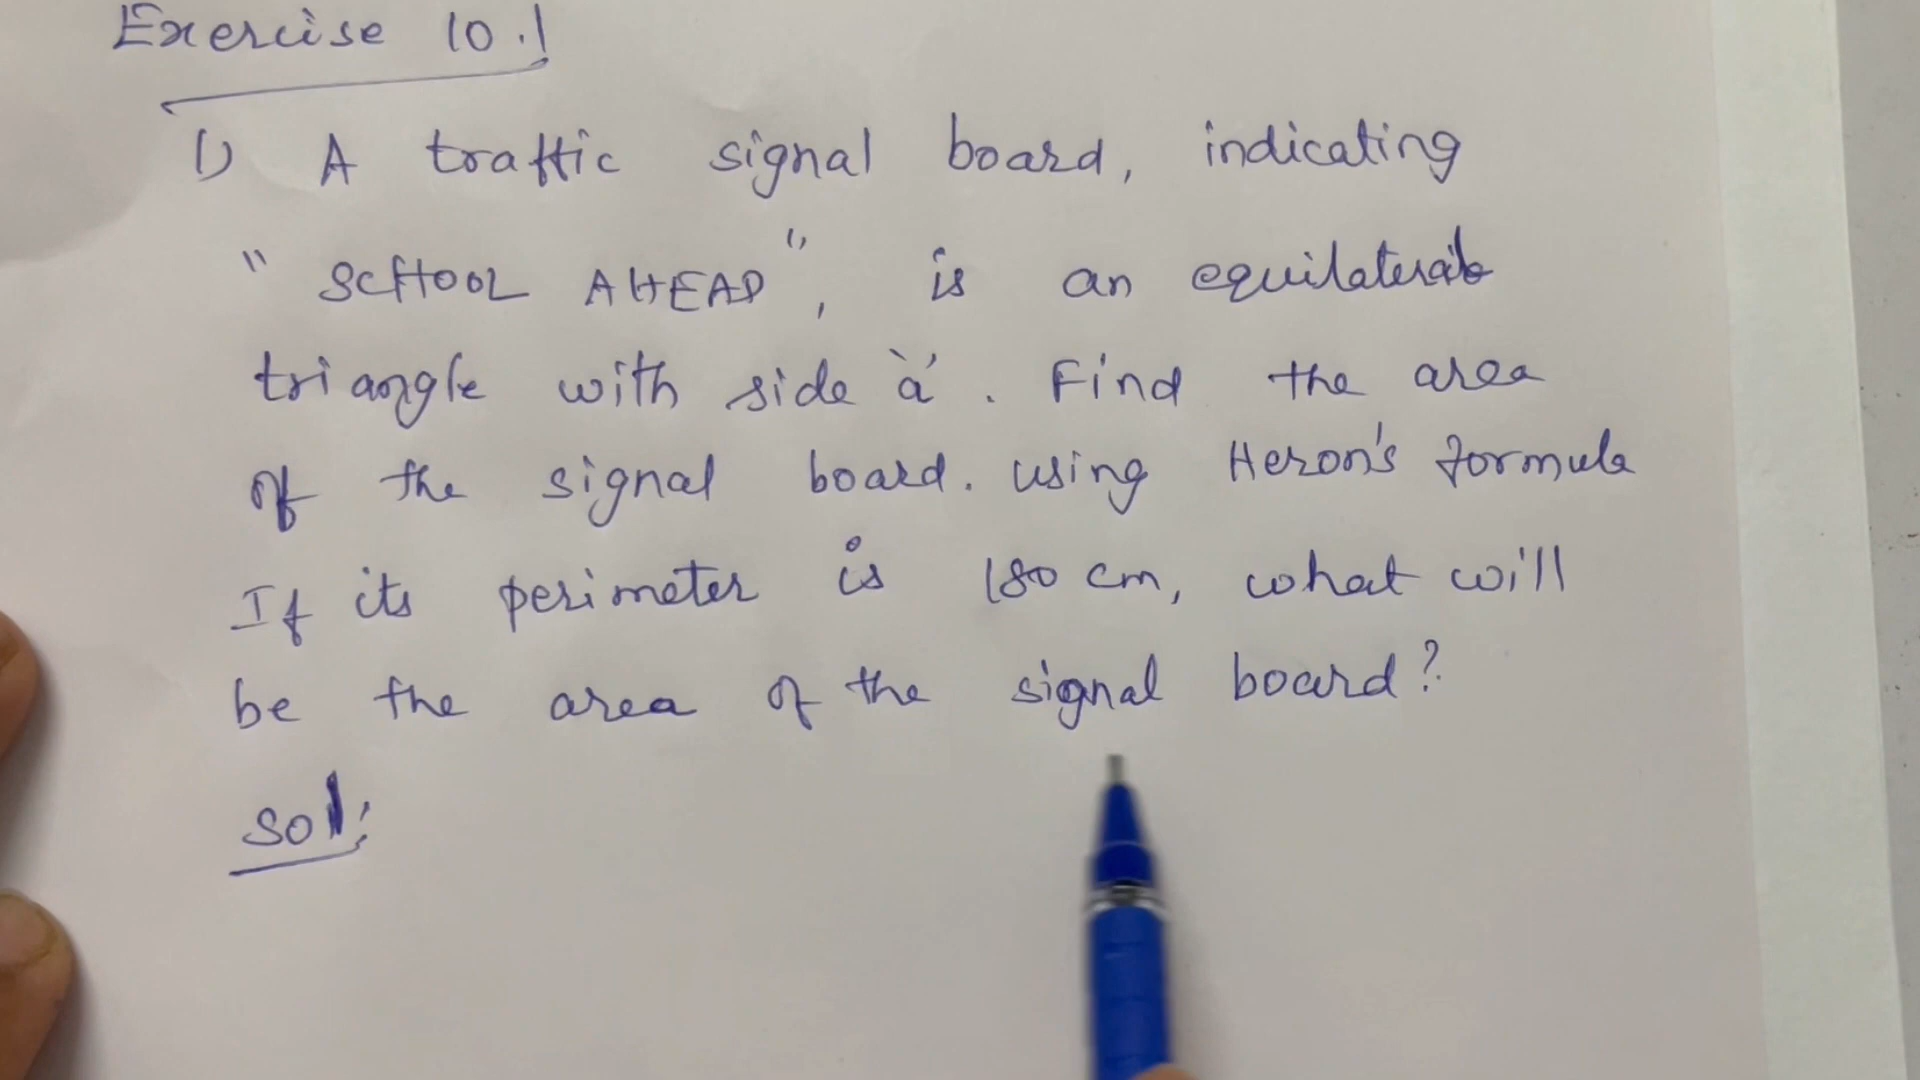 Exercise 10.1
1) A traffic signal board, indicating
" SCHOOL AHEAD ", is an equilateral
triangle with side 'a'. Find the area
of the signal board. using Heron's formula
If its perimeter is 180 cm, what will
be the area of the signal board?
Sol: